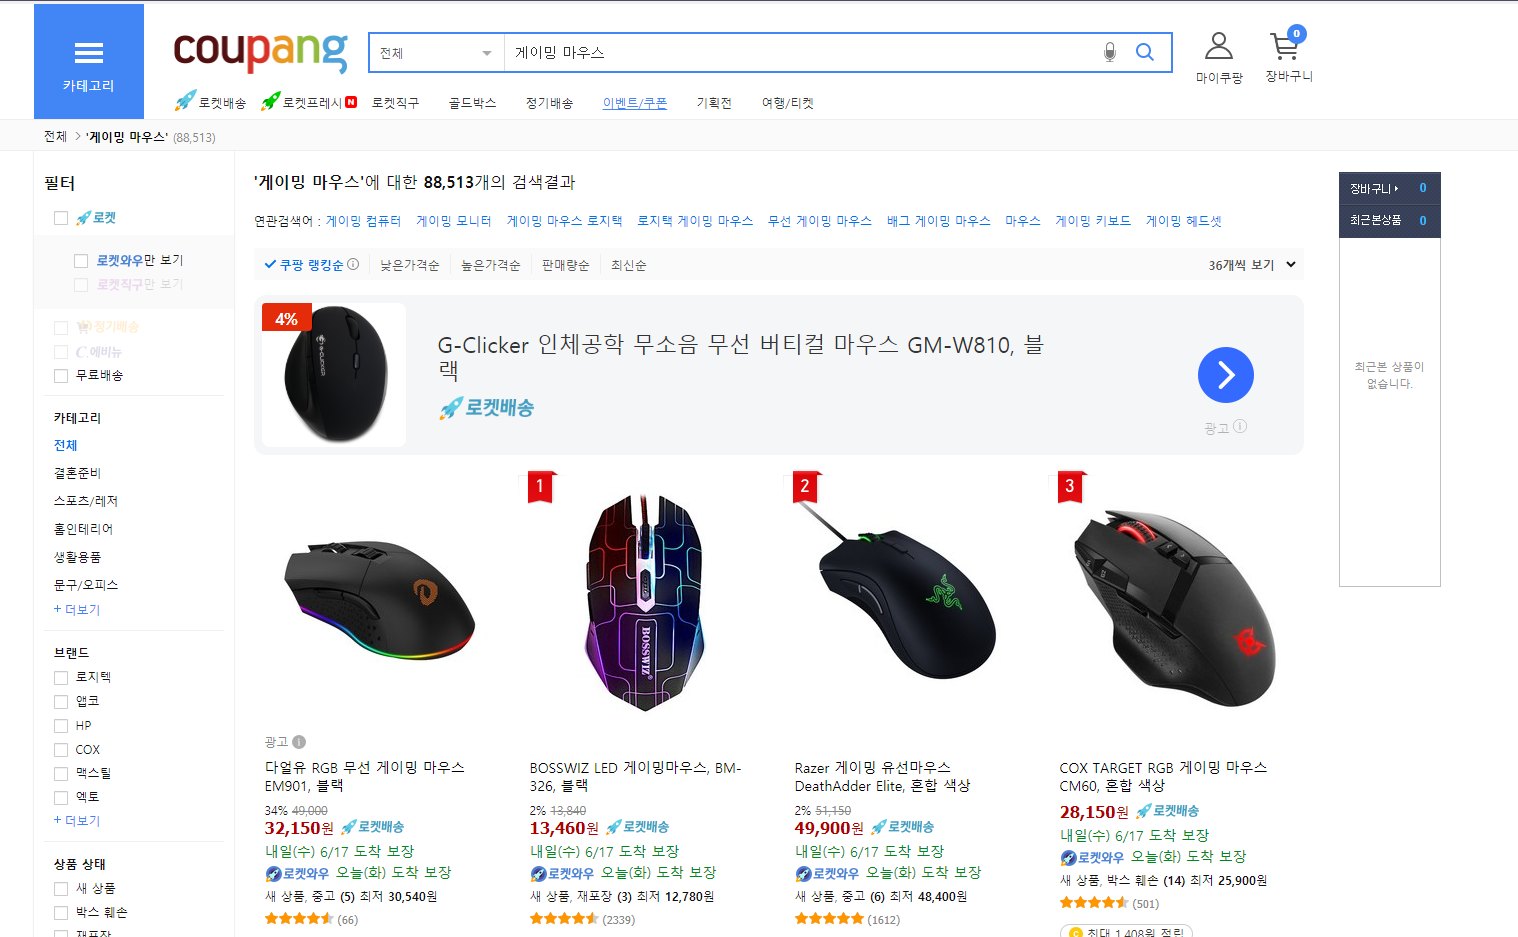 카테고리
coupang
전체
게이밍 마우스
마이쿠팡
0
장바구니
로켓배송
로켓프레시 N
로켓직구
골드박스
정기배송
이벤트/쿠폰
기획전
여행/티켓
전체 > '게이밍 마우스' (88,513)
필터
로켓
로켓와우만 보기
로켓직구만 보기
정기배송
C.에비뉴
무료배송
카테고리
전체
결혼준비
스포츠/레저
홈인테리어
생활용품
문구/오피스
+ 더보기
브랜드
로지텍
앱코
HP
COX
맥스틸
엑토
+ 더보기
상품 상태
새 상품
박스 훼손
재포장
'게이밍 마우스'에 대한 88,513개의 검색결과
연관검색어 : 게이밍 컴퓨터 게이밍 모니터 게이밍 마우스 로지택 로지택 게이밍 마우스 무선 게이밍 마우스 배그 게이밍 마우스 마우스 게이밍 키보드 게이밍 헤드셋
쿠팡 랭킹순 낮은가격순 높은가격순 판매량순 최신순
36개씩 보기
4%
G-CLICKER
G-Clicker 인체공학 무소음 무선 버티컬 마우스 GM-W810, 블
랙
로켓배송
광고
광고
다얼유 RGB 무선 게이밍 마우스
EM901, 블랙
34% 49,000
32,150원 로켓배송
내일(수) 6/17 도착 보장
로켓와우 오늘(화) 도착 보장
새 상품, 중고 (5) 최저 30,540원
(66)
1
BOSSWIZ
BOSSWIZ LED 게이밍마우스, BM-
326, 블랙
2% 13,840
13,460원 로켓배송
내일(수) 6/17 도착 보장
로켓와우 오늘(화) 도착 보장
새 상품, 재포장 (3) 최저 12,780원
(2339)
2
Razer 게이밍 유선마우스
DeathAdder Elite, 혼합 색상
2% 51,150
49,900원 로켓배송
내일(수) 6/17 도착 보장
로켓와우 오늘(화) 도착 보장
새 상품, 중고 (6) 최저 48,400원
(1612)
3
COX TARGET RGB 게이밍 마우스
CM60, 혼합 색상
28,150원 로켓배송
내일(수) 6/17 도착 보장
로켓와우 오늘(화) 도착 보장
새 상품, 박스 훼손 (14) 최저 25,900원
(501)
최대 1,408원 적립
장바구니 0
최근본상품 0
최근본 상품이
없습니다.